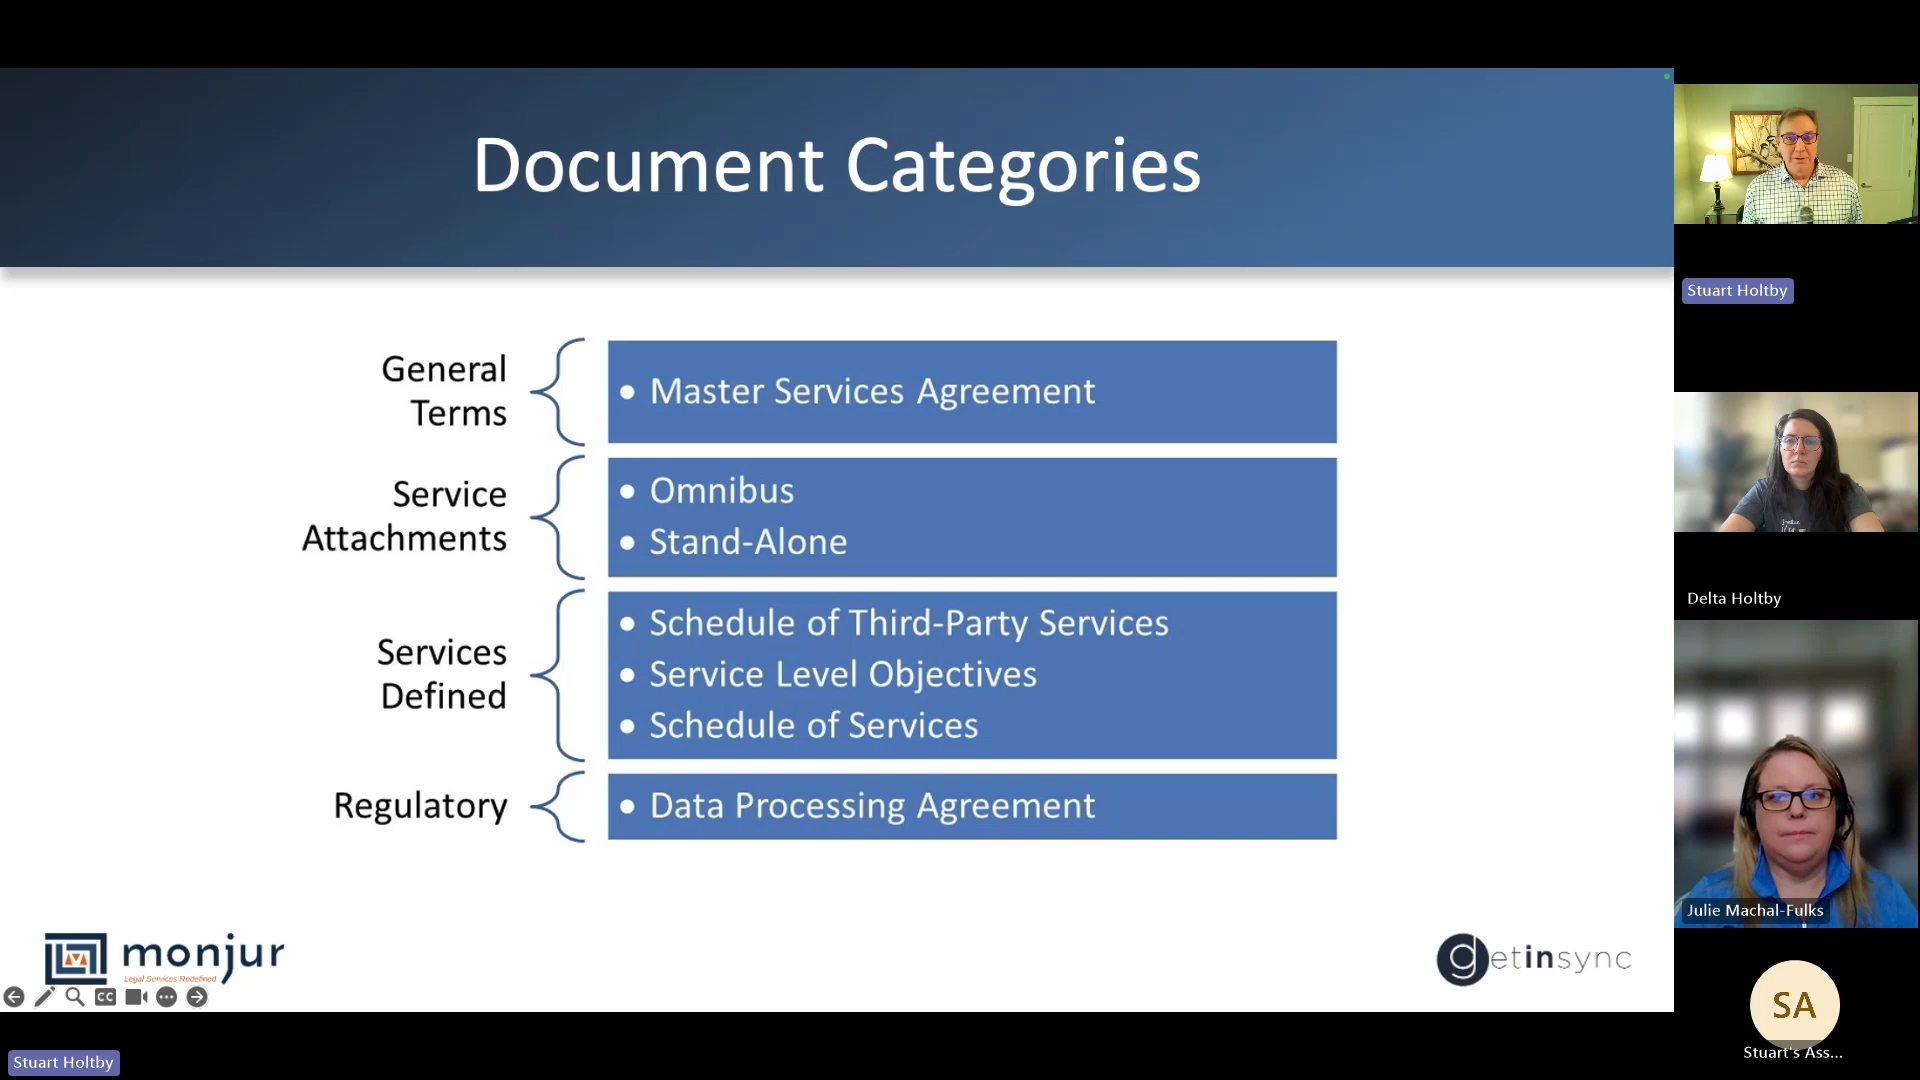 Document Categories
General
Terms
• Master Services Agreement
Service
Attachments
• Omnibus
• Stand-Alone
Services
Defined
• Schedule of Third-Party Services
• Service Level Objectives
• Schedule of Services
Regulatory
• Data Processing Agreement
monjur
Legal Services Redefined
getinsync
CC
Stuart Holtby
Stuart Holtby
Delta Holtby
Julie Machal-Fulks
SA
Stuart's Ass...